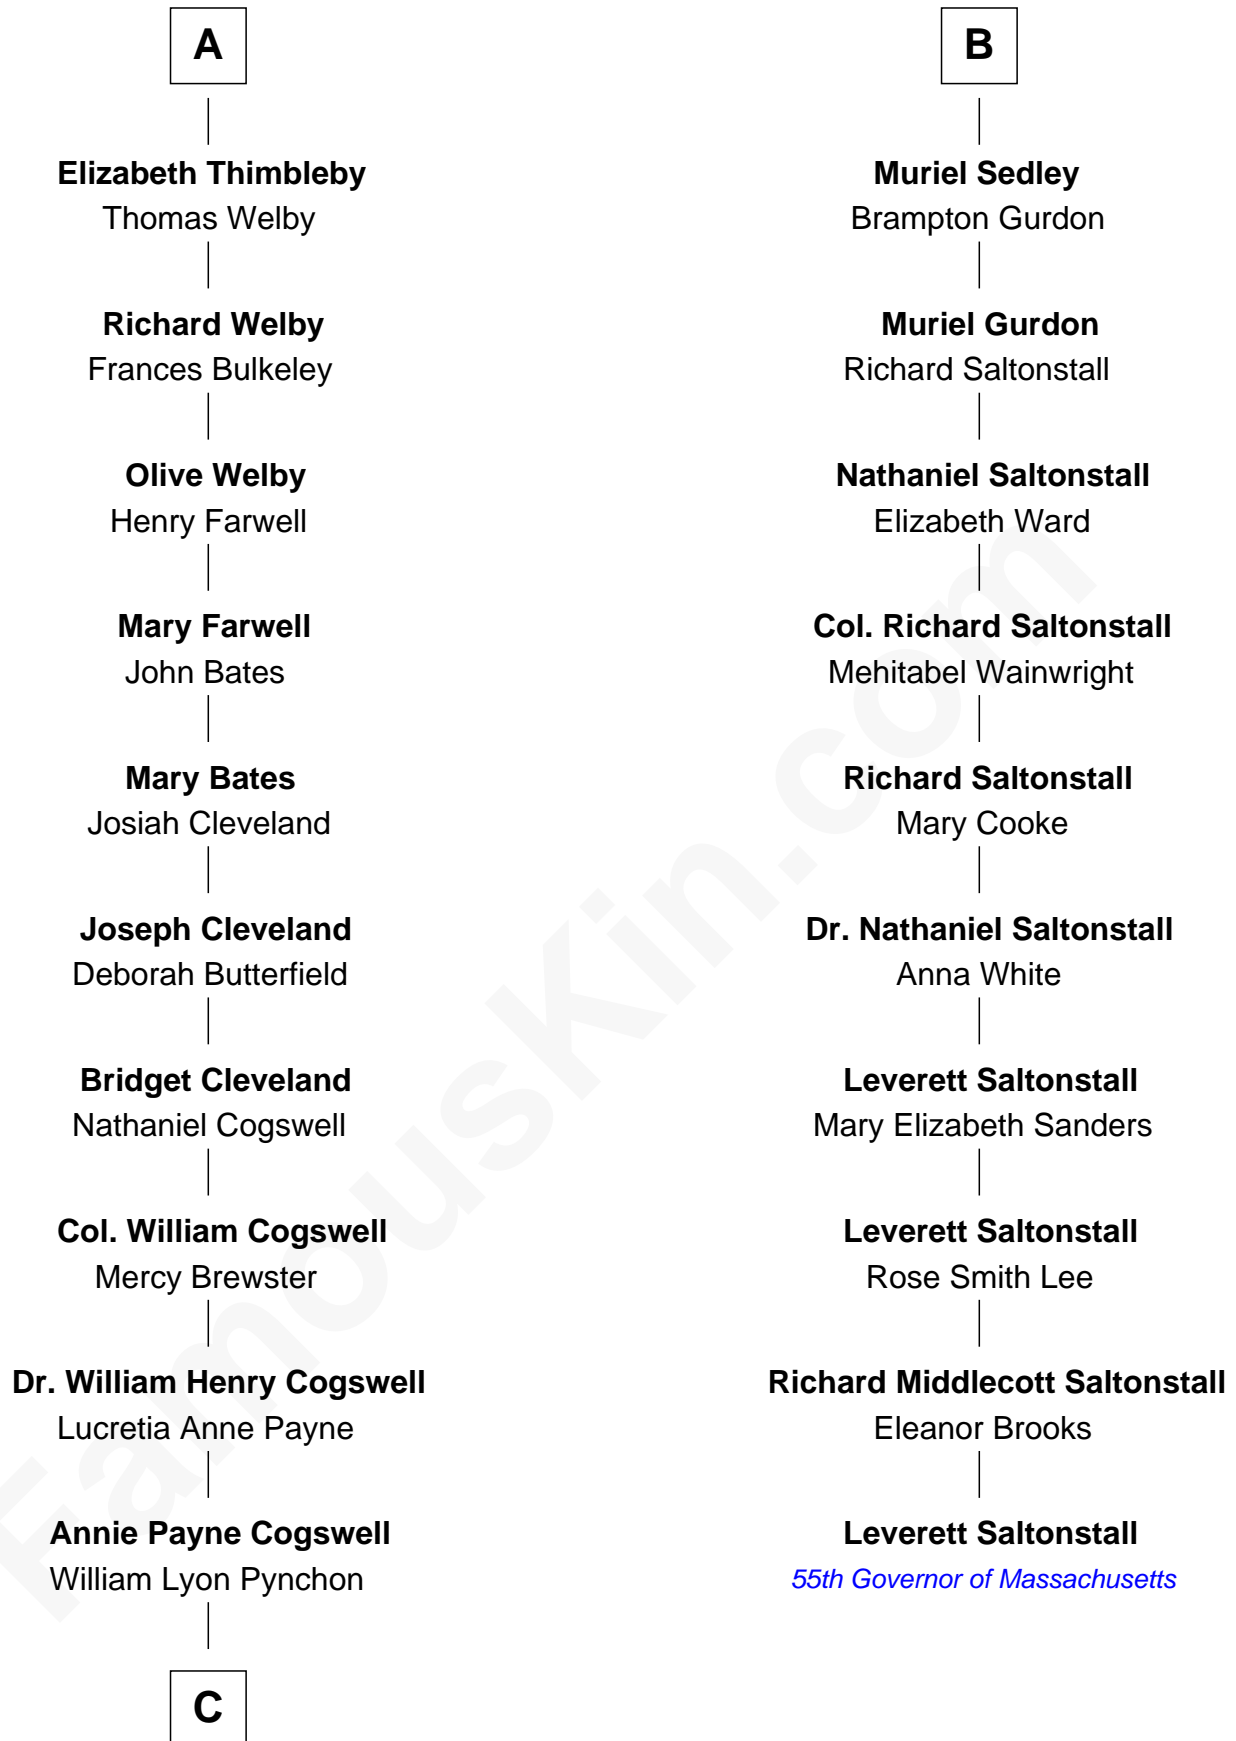 A
Elizabeth Thimbleby
Thomas Welby
Richard Welby
Frances Bulkeley
Olive Welby
Henry Farwell
Mary Farwell
John Bates
Mary Bates
Josiah Cleveland
Joseph Cleveland
Deborah Butterfield
Bridget Cleveland
Nathaniel Cogswell
Col. William Cogswell
Mercy Brewster
Dr. William Henry Cogswell
Lucretia Anne Payne
Annie Payne Cogswell
William Lyon Pynchon
C
B
Muriel Sedley
Brampton Gurdon
Muriel Gurdon
Richard Saltonstall
Nathaniel Saltonstall
Elizabeth Ward
Col. Richard Saltonstall
Mehitabel Wainwright
Richard Saltonstall
Mary Cooke
Dr. Nathaniel Saltonstall
Anna White
Leverett Saltonstall
Mary Elizabeth Sanders
Leverett Saltonstall
Rose Smith Lee
Richard Middlecott Saltonstall
Eleanor Brooks
Leverett Saltonstall
55th Governor of Massachusetts
FamousKin.com